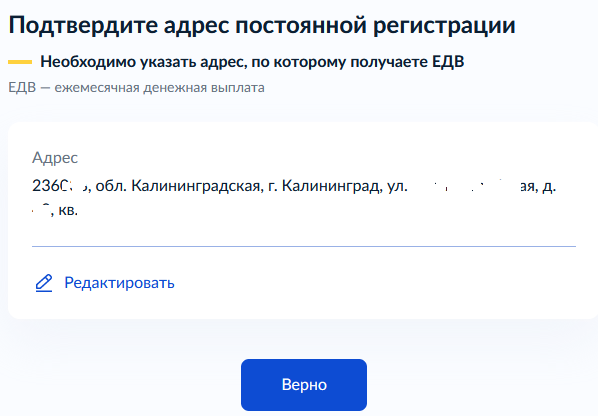 Подтвердите адрес постоянной регистрации
Необходимо указать адрес, по которому получаете ЕДВ
ЕДВ — ежемесячная денежная выплата
Адрес
обл. Калининградская, г. Калининград, ул. д.
кв.
Редактировать
Верно